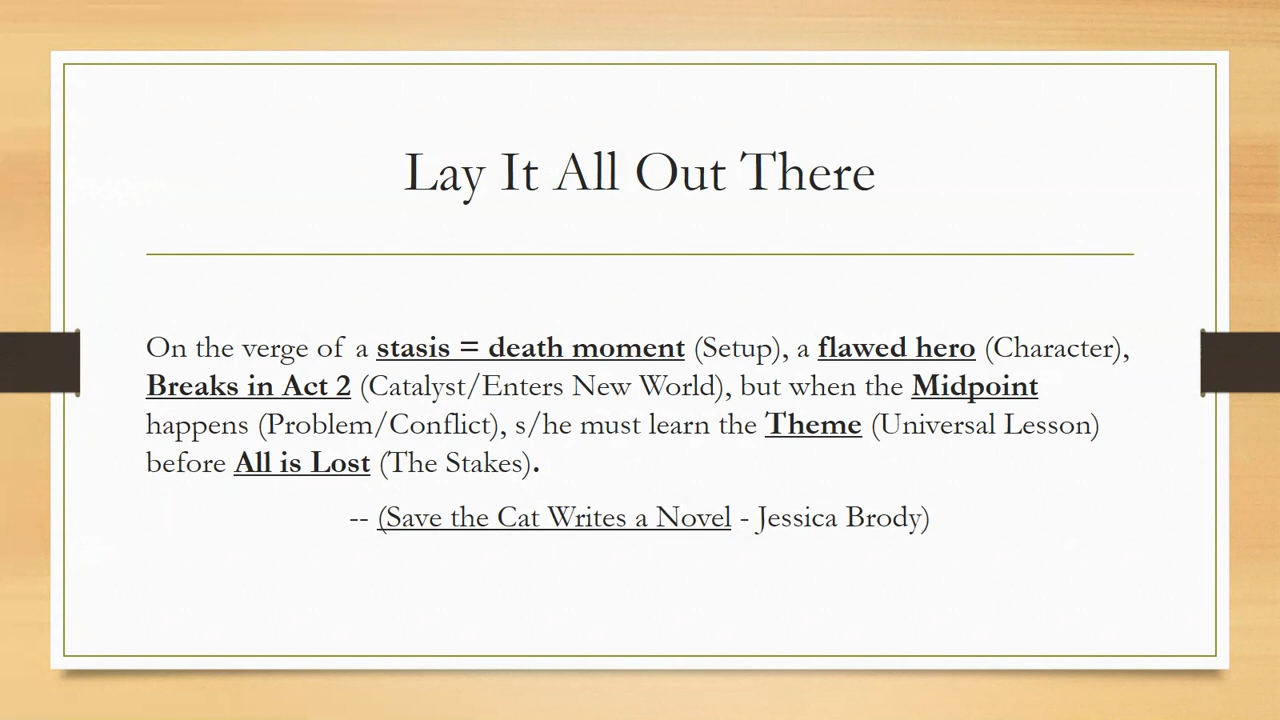 Lay It All Out There
On the verge of a stasis = death moment (Setup), a flawed hero (Character),
Breaks in Act 2 (Catalyst/Enters New World), but when the Midpoint
happens (Problem/Conflict), s/he must learn the Theme (Universal Lesson)
before All is Lost (The Stakes).
-- (Save the Cat Writes a Novel - Jessica Brody)